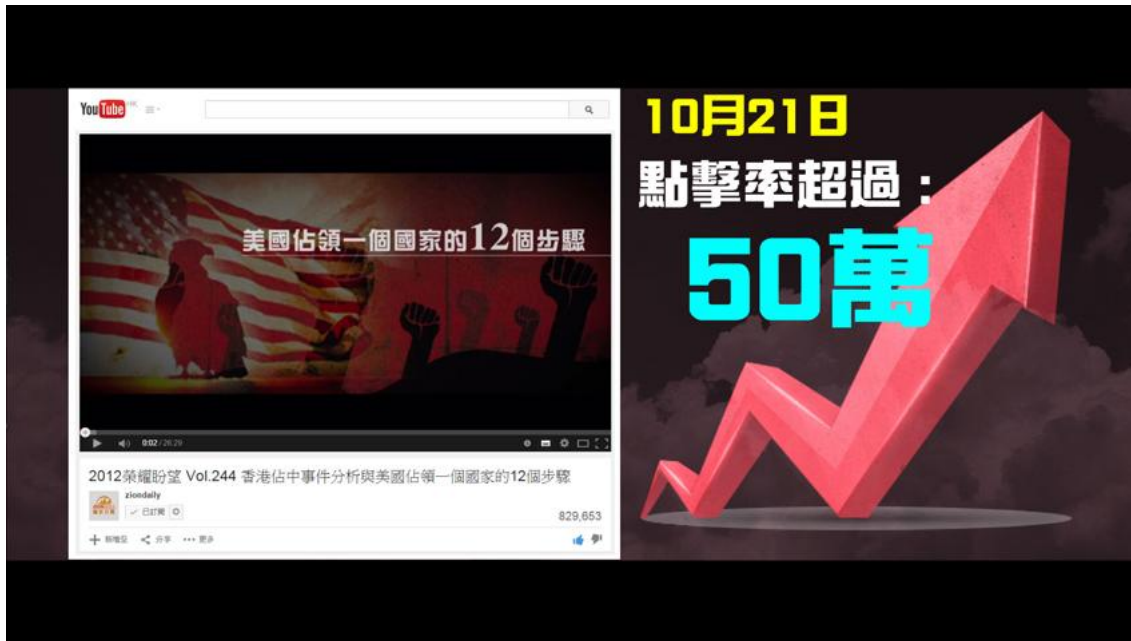 YouTube HK
10月21日
點擊率超過：
50萬
美國佔領一個國家的12個步驟
0:02 / 26:29
2012榮耀盼望 Vol.244 香港佔中事件分析與美國佔領一個國家的12個步驟
ziondaily
已訂閱
829,653
新增至 分享 更多